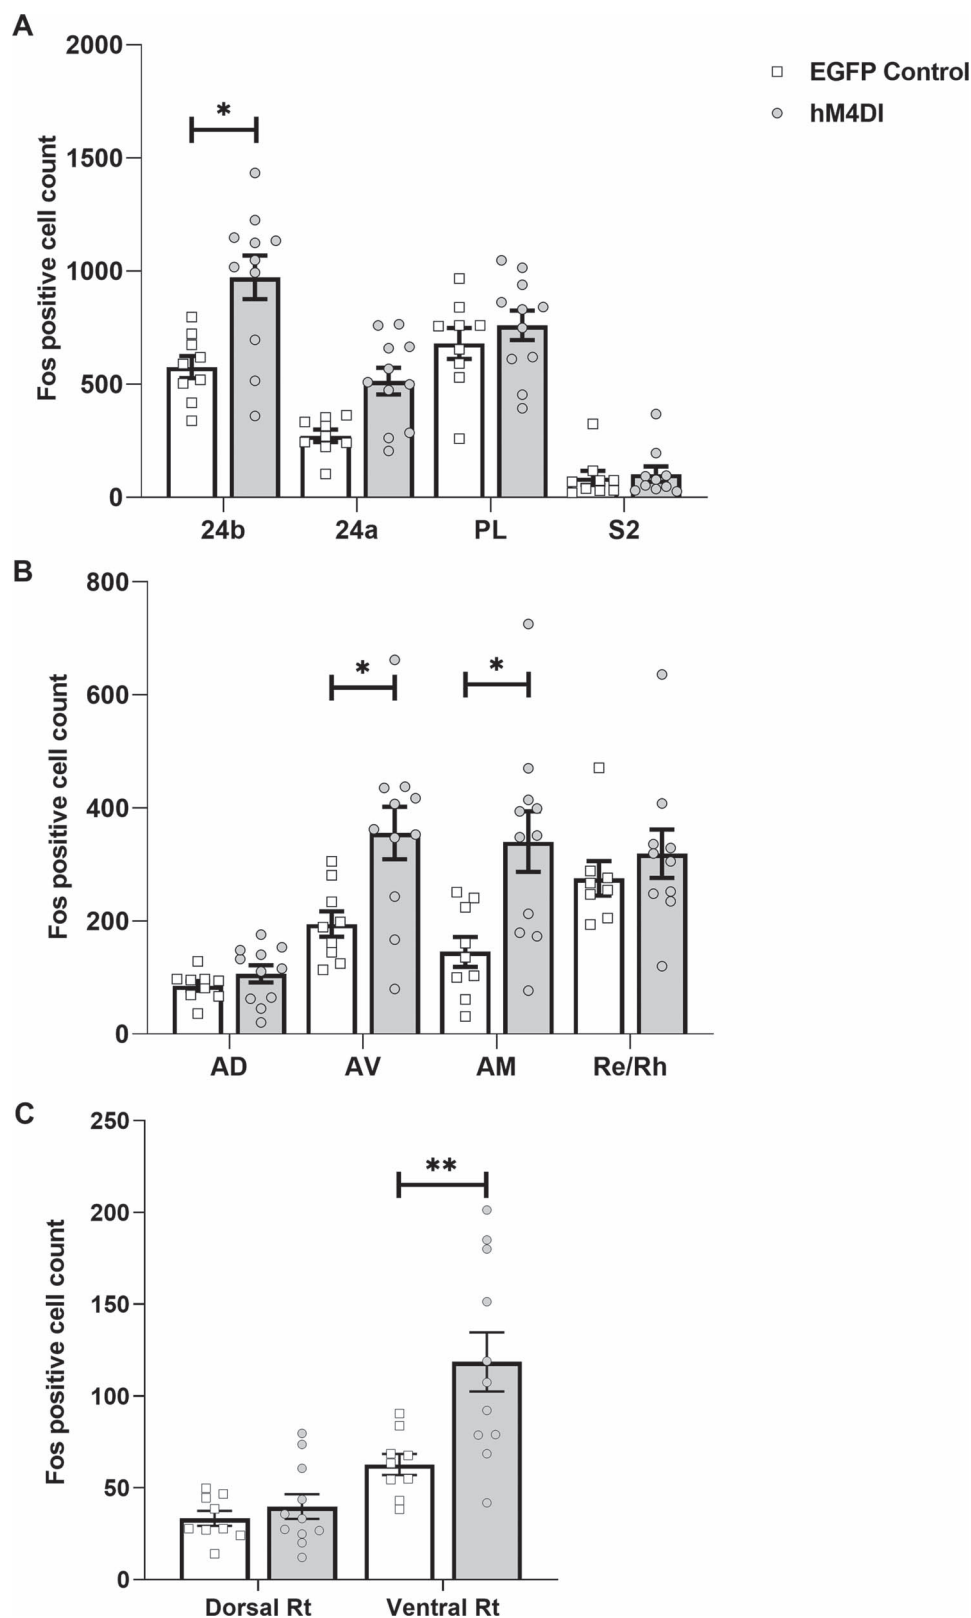 A
2000
1500
1000
500
0
Fos positive cell count
*
EGFP Control
hM4DI
24b 24a PL S2
B
800
600
400
200
0
Fos positive cell count
* *
AD AV AM Re/Rh
C
250
200
150
100
50
0
Fos positive cell count
**
Dorsal Rt Ventral Rt